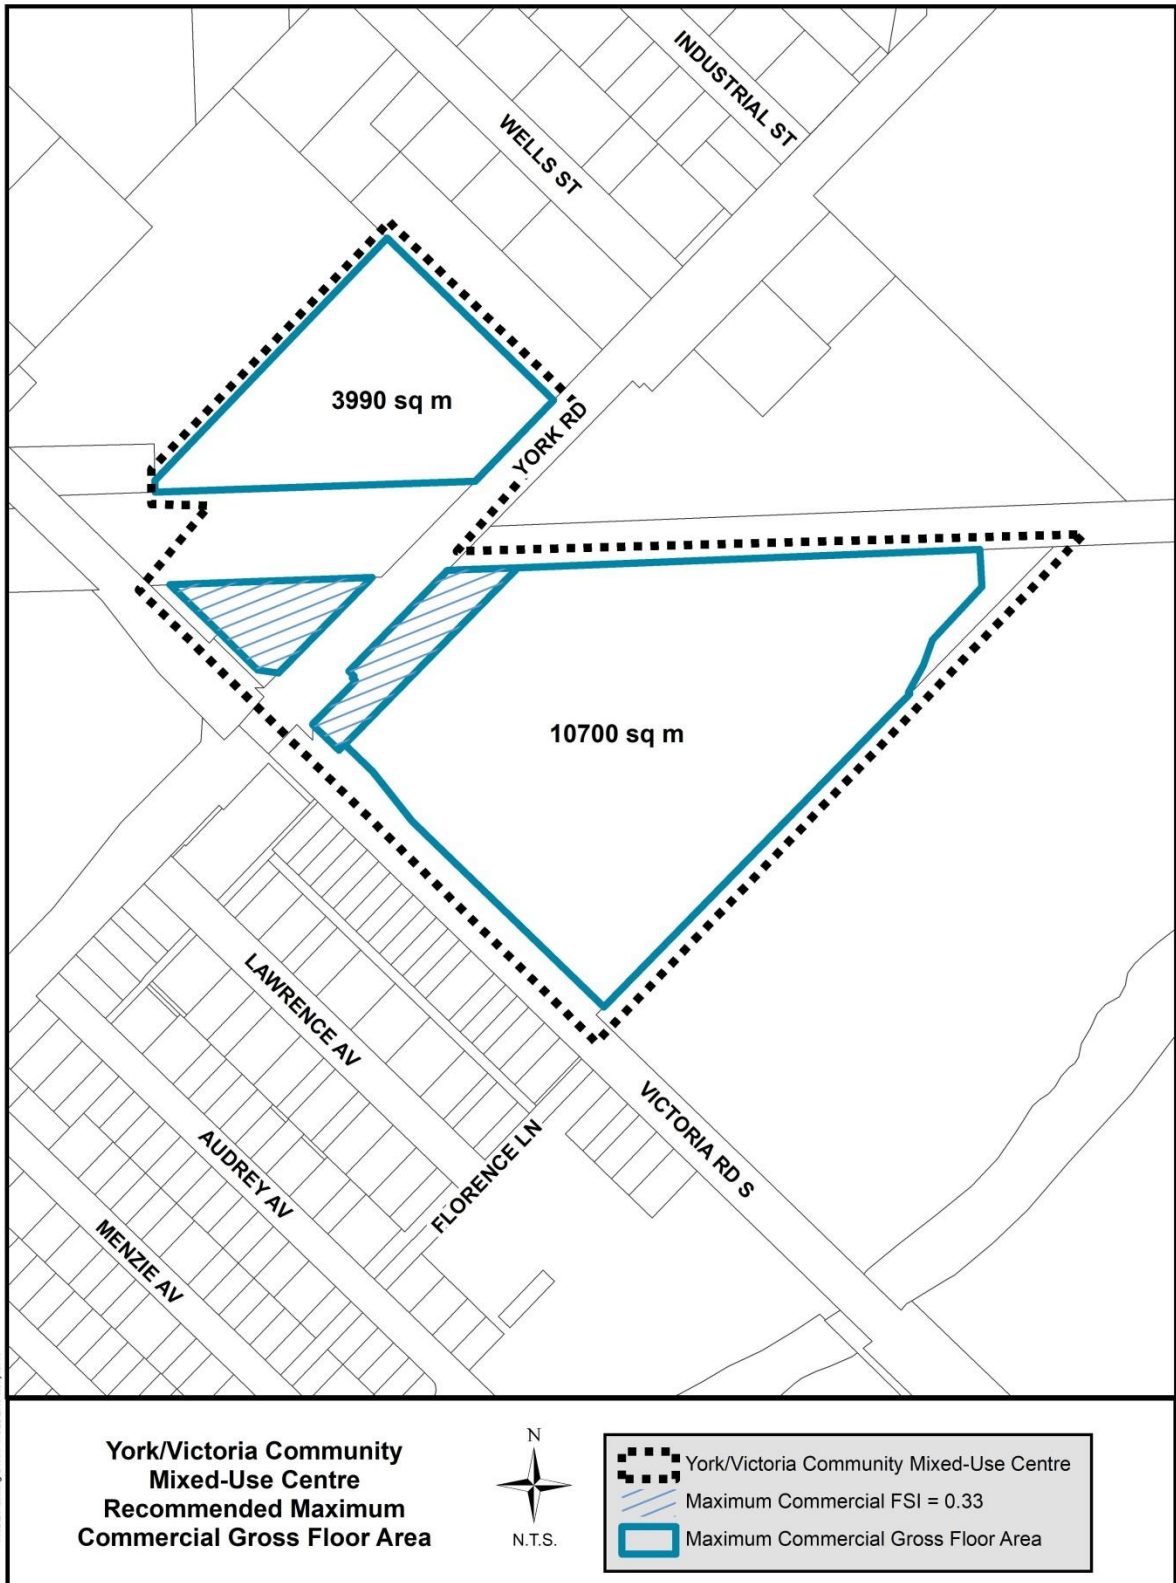 INDUSTRIAL ST
WELLS ST
3990 sq m
YORK RD
10700 sq m
LAWRENCE AV
VICTORIA RD S
AUDREY AV
FLORENCE LN
MENZIE AV
York/Victoria Community
Mixed-Use Centre
Recommended Maximum
Commercial Gross Floor Area
N
N.T.S.
York/Victoria Community Mixed-Use Centre
Maximum Commercial FSI = 0.33
Maximum Commercial Gross Floor Area